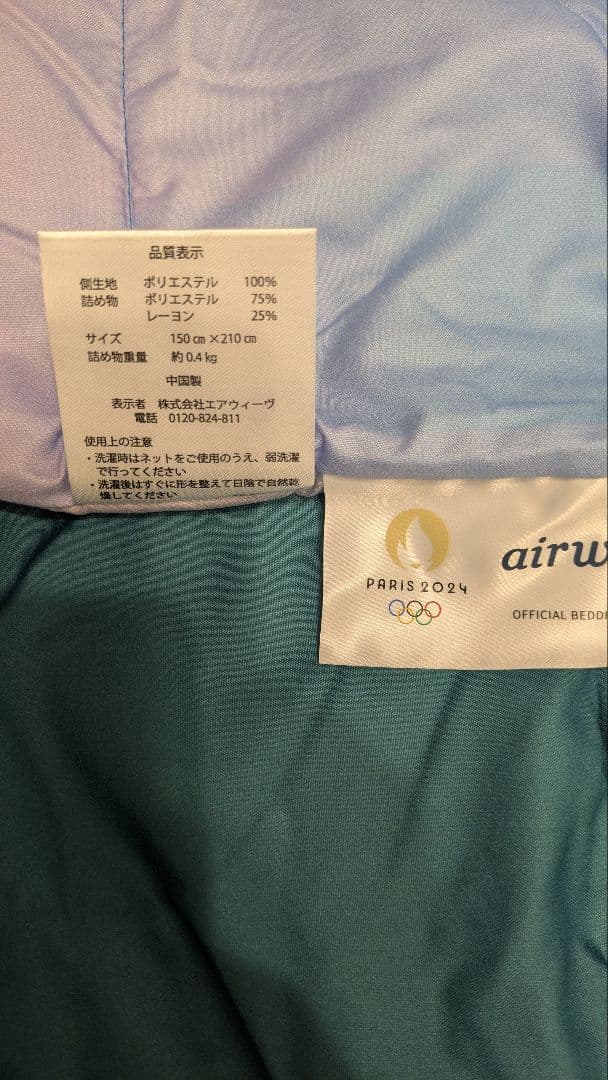 品質表示
側生地 ポリエステル 100%
詰め物 ポリエステル 75%
レーヨン 25%
サイズ 150㎝×210㎝
詰め物重量 約0.4㎏
中国製
表示者 株式会社エアウィーヴ
電話 0120-824-811
使用上の注意
・洗濯時はネットをご使用のうえ、弱洗濯
で行ってください
・洗濯後はすぐに形を整えて日陰で自然乾
燥してください
PARIS 2024
airw
OFFICIAL BEDDI